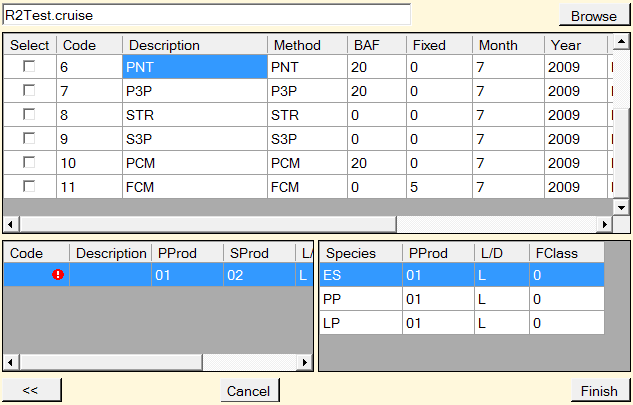 R2Test.cruise Browse
Select Code Description Method BAF Fixed Month Year
6 PNT PNT 20 0 7 2009
7 P3P P3P 20 0 7 2009
8 STR STR 0 0 7 2009
9 S3P S3P 0 0 7 2009
10 PCM PCM 20 0 7 2009
11 FCM FCM 0 5 7 2009
Code Description PProd SProd L/ Species PProd L/D FClass
01 02 L ES 01 L 0
PP 01 L 0
LP 01 L 0
<< Cancel Finish